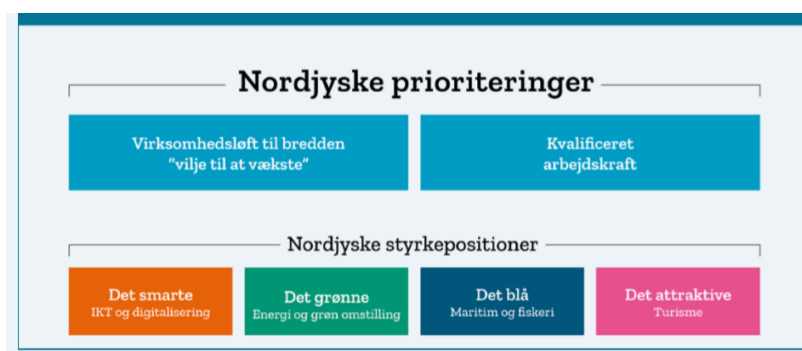 Nordjyske prioriteringer
Virksomhedsløft til bredden
"vilje til at vækste"
Kvalificeret
arbejdskraft
Nordjyske styrkepositioner
Det smarte
IKT og digitalisering
Det grønne
Energi og grøn omstilling
Det blå
Maritim og fiskeri
Det attraktive
Turisme